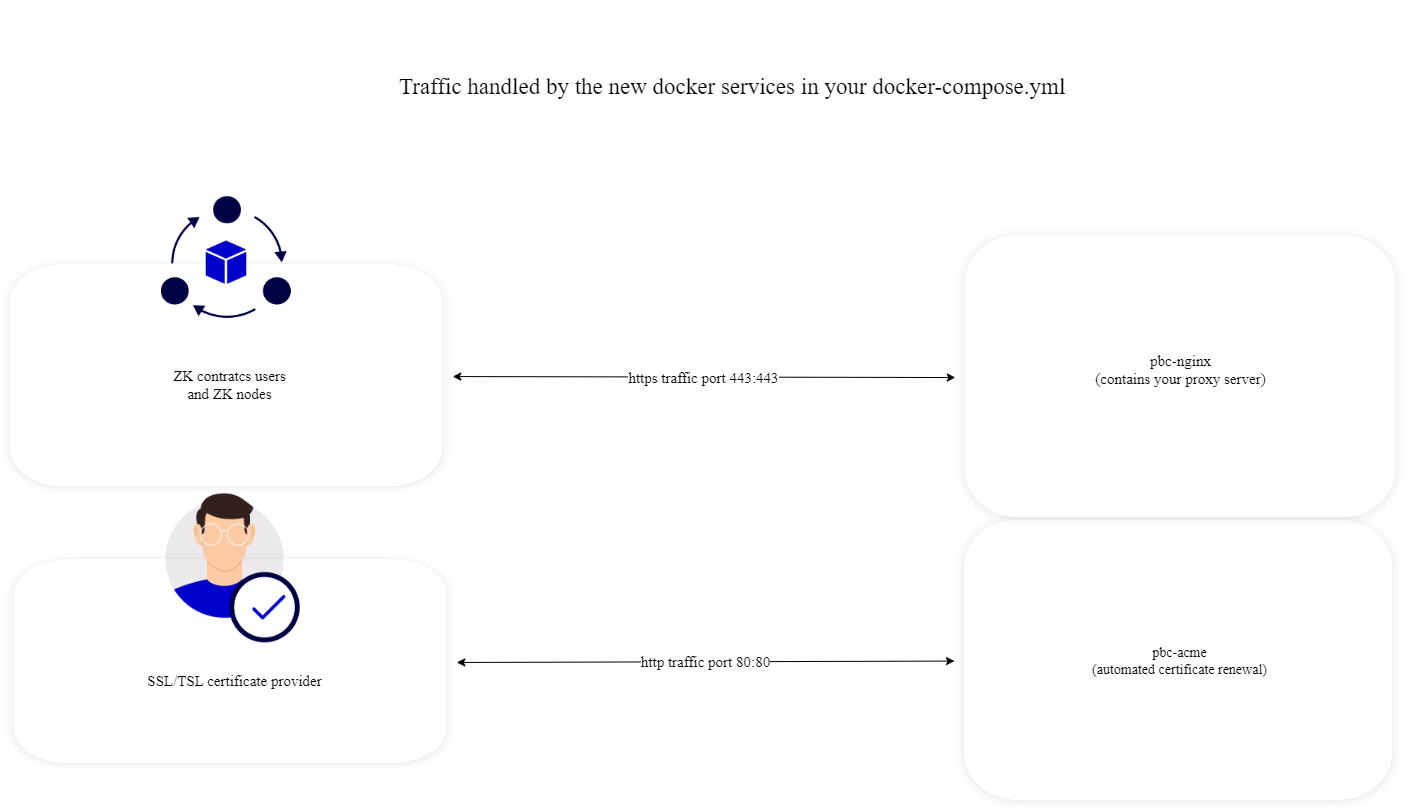 Traffic handled by the new docker services in your docker-compose.yml
ZK contratcs users
and ZK nodes
https traffic port 443:443
pbc-nginx
(contains your proxy server)
SSL/TSL certificate provider
http traffic port 80:80
pbc-acme
(automated certificate renewal)